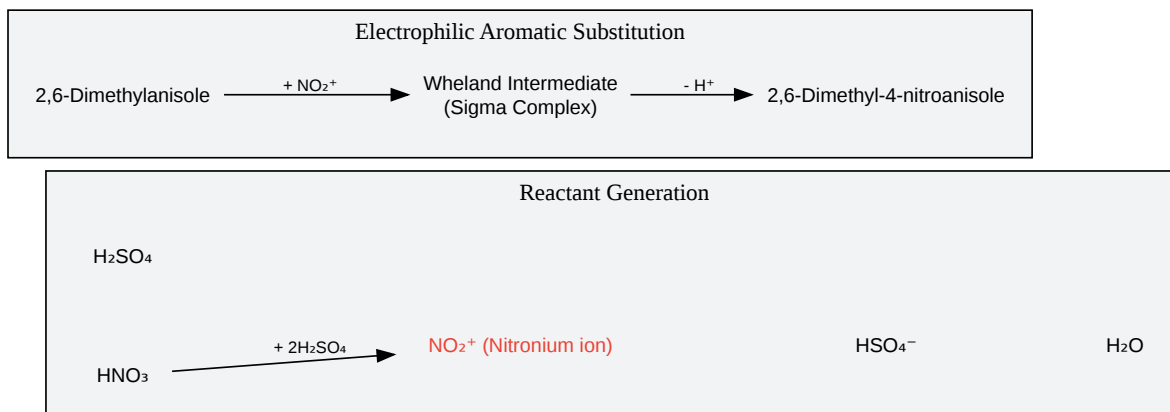 Electrophilic Aromatic Substitution
2,6-Dimethylanisole
+ NO₂⁺
Wheland Intermediate
(Sigma Complex)
- H⁺
2,6-Dimethyl-4-nitroanisole
Reactant Generation
H₂SO₄
HNO₃
+ 2H₂SO₄
NO₂⁺ (Nitronium ion)
HSO₄⁻
H₂O